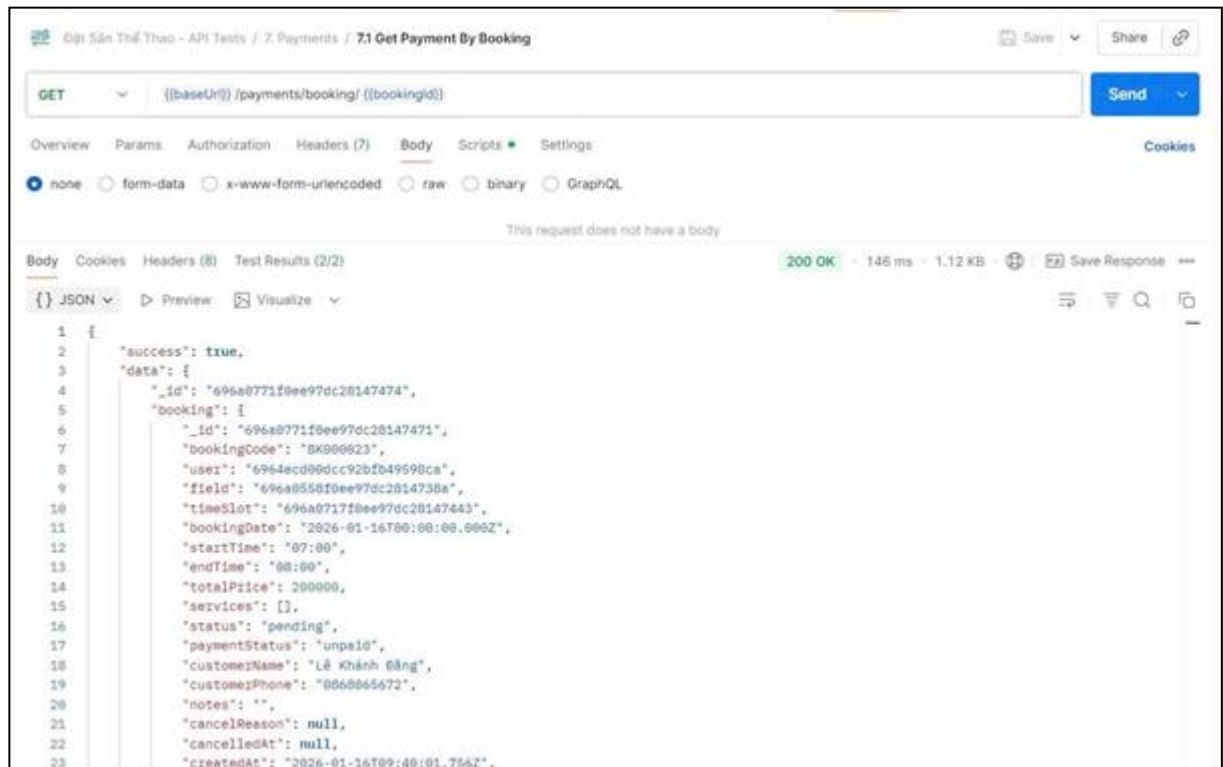 Đặt Sân Thể Thao - API Tests / 7. Payments / 7.1 Get Payment By Booking Save Share
GET {{baseUrl}} /payments/booking/ {{bookingId}} Send
Overview Params Authorization Headers (7) Body Scripts Settings Cookies
none form-data x-www-form-urlencoded raw binary GraphQL
This request does not have a body
Body Cookies Headers (8) Test Results (2/2) 200 OK 146 ms 1.12 KB Save Response
{} JSON Preview Visualize
1 {
2 "success": true,
3 "data": {
4 "_id": "696a0771f0ee97dc28147474",
5 "booking": {
6 "_id": "696a0771f0ee97dc28147471",
7 "bookingCode": "BK000023",
8 "user": "6964ecd00dcc92bfb49598ca",
9 "field": "696a0558f0ee97dc2814738a",
10 "timeSlot": "696a0717f0ee97dc28147443",
11 "bookingDate": "2026-01-16T00:00:00.000Z",
12 "startTime": "07:00",
13 "endTime": "08:00",
14 "totalPrice": 200000,
15 "services": [],
16 "status": "pending",
17 "paymentStatus": "unpaid",
18 "customerName": "Lê Khánh Đăng",
19 "customerPhone": "0868865672",
20 "notes": "",
21 "cancelReason": null,
22 "cancelledAt": null,
23 "createdAt": "2026-01-16T09:40:01.756Z",